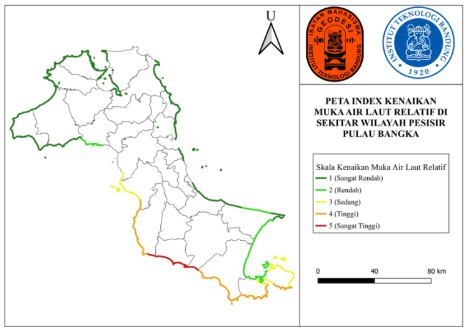 U
IKATAN MAHASISWA
GEODESI
INSTITUT TEKNOLOGI BANDUNG
INSTITUT TEKNOLOGI BANDUNG
1920
PETA INDEX KENAIKAN
MUKA AIR LAUT RELATIF DI
SEKITAR WILAYAH PESISIR
PULAU BANGKA
Skala Kenaikan Muka Air Laut Relatif
1 (Sangat Rendah)
2 (Rendah)
3 (Sedang)
4 (Tinggi)
5 (Sangat Tinggi)
0 40 80 km